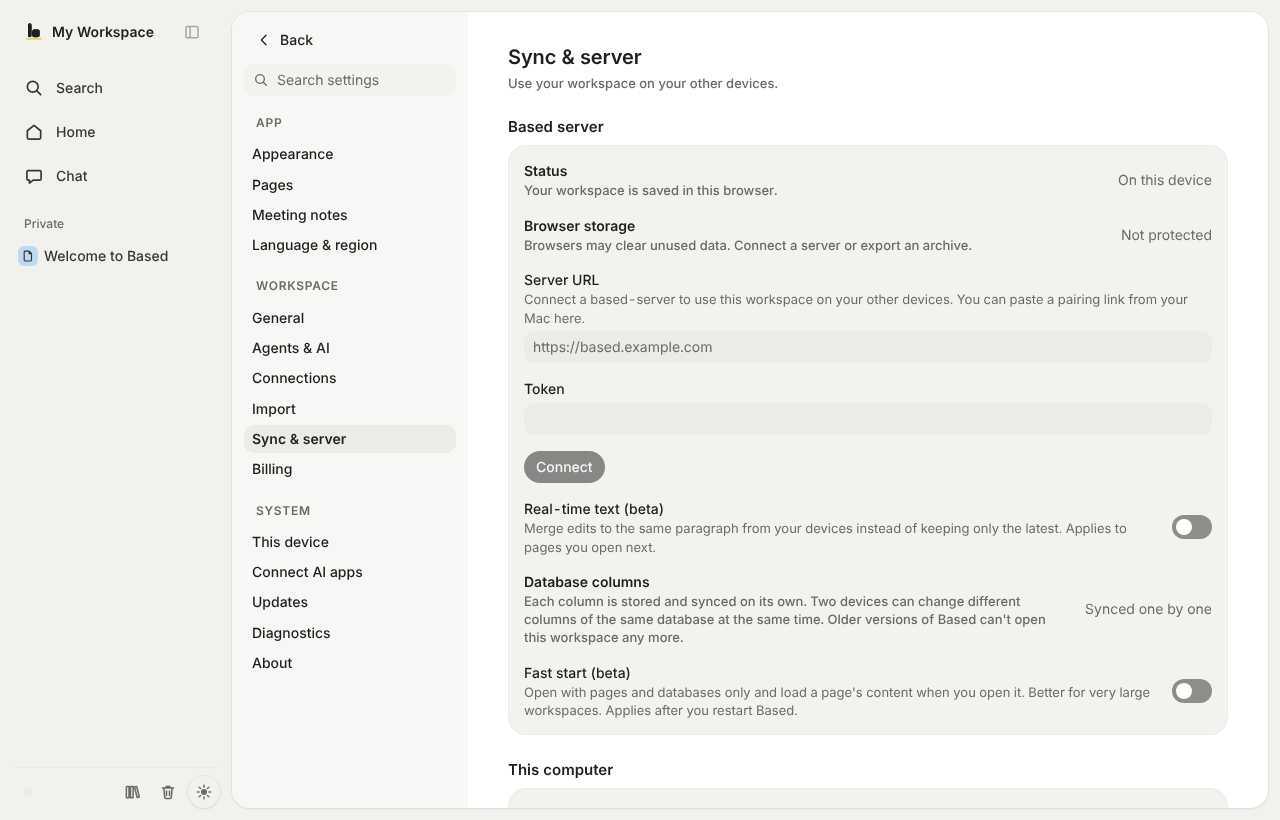 My Workspace
Search
Home
Chat
Private
Welcome to Based
Back
Search settings
APP
Appearance
Pages
Meeting notes
Language & region
WORKSPACE
General
Agents & AI
Connections
Import
Sync & server
Billing
SYSTEM
This device
Connect AI apps
Updates
Diagnostics
About
Sync & server
Use your workspace on your other devices.
Based server
Status
Your workspace is saved in this browser.
On this device
Browser storage
Browsers may clear unused data. Connect a server or export an archive.
Not protected
Server URL
Connect a based-server to use this workspace on your other devices. You can paste a pairing link from your
Mac here.
https://based.example.com
Token
Connect
Real-time text (beta)
Merge edits to the same paragraph from your devices instead of keeping only the latest. Applies to
pages you open next.
Database columns
Each column is stored and synced on its own. Two devices can change different
columns of the same database at the same time. Older versions of Based can't open
this workspace any more.
Synced one by one
Fast start (beta)
Open with pages and databases only and load a page's content when you open it. Better for very large
workspaces. Applies after you restart Based.
This computer